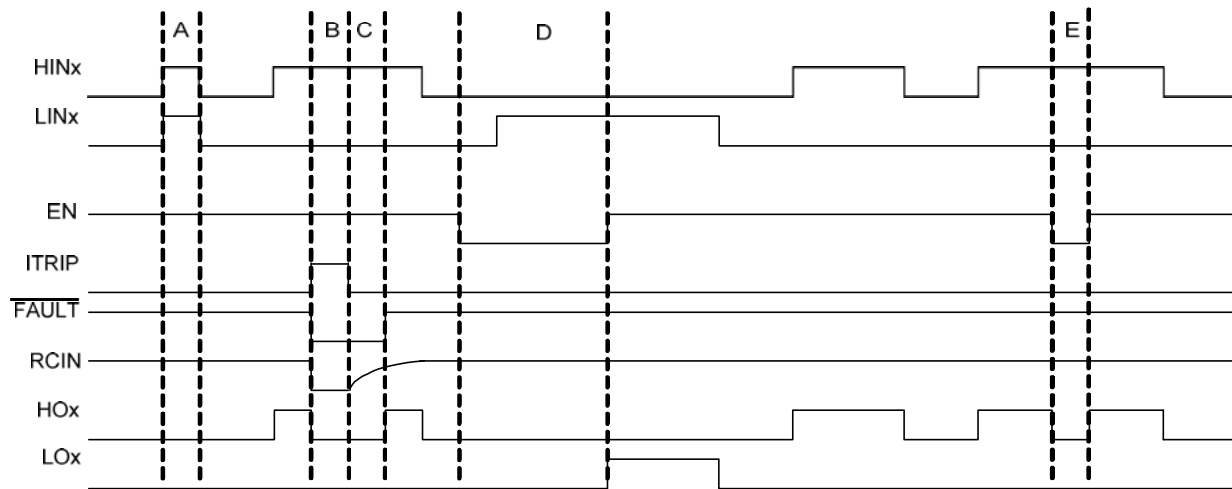 A B C D E
HINx
LINx
EN
ITRIP
FAULT
RCIN
HOx
LOx